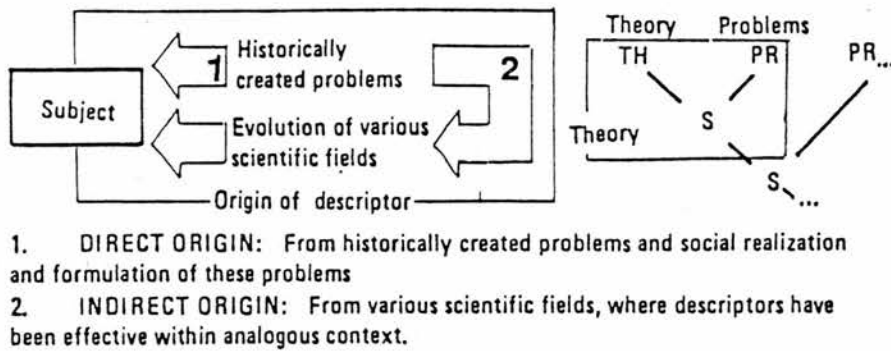 1 Historically 2
created problems
Subject
Evolution of various
scientific fields
Origin of descriptor
Theory Problems
TH PR PR...
S
Theory
S...
1. DIRECT ORIGIN: From historically created problems and social realization
and formulation of these problems
2. INDIRECT ORIGIN: From various scientific fields, where descriptors have
been effective within analogous context.